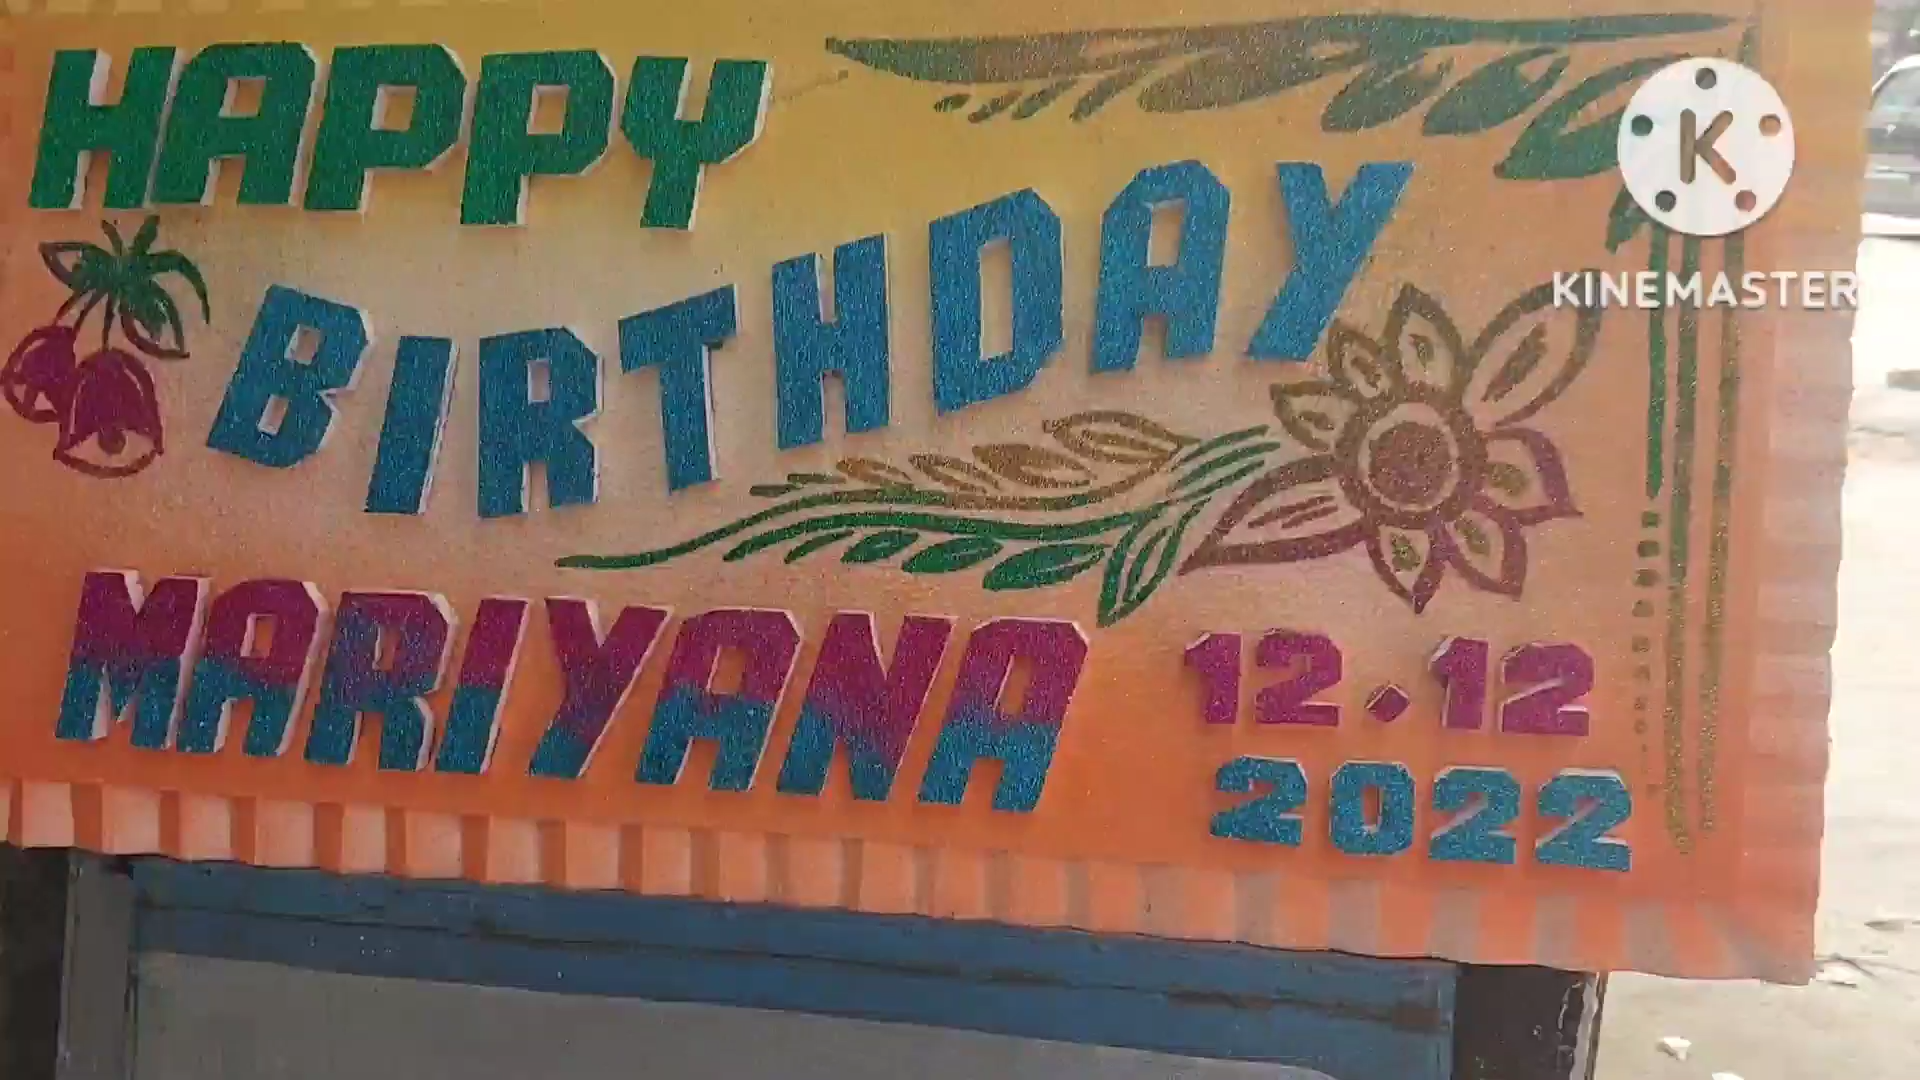 HAPPY
BIRTHDAY
MARIYANA
12.12
2022
K
KINEMASTER